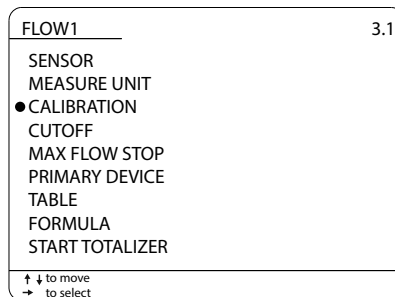 FLOW1 3.1
SENSOR
MEASURE UNIT
●CALIBRATION
CUTOFF
MAX FLOW STOP
PRIMARY DEVICE
TABLE
FORMULA
START TOTALIZER
↑ ↓ to move
→ to select